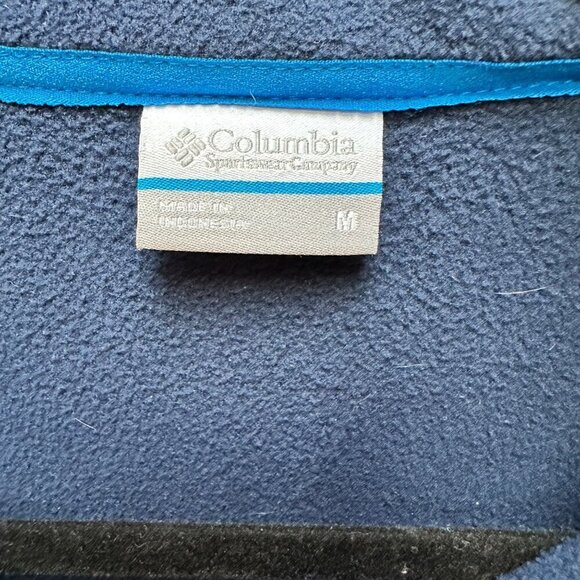 Columbia
Sportswear Company
MADE IN
INDONESIA
M